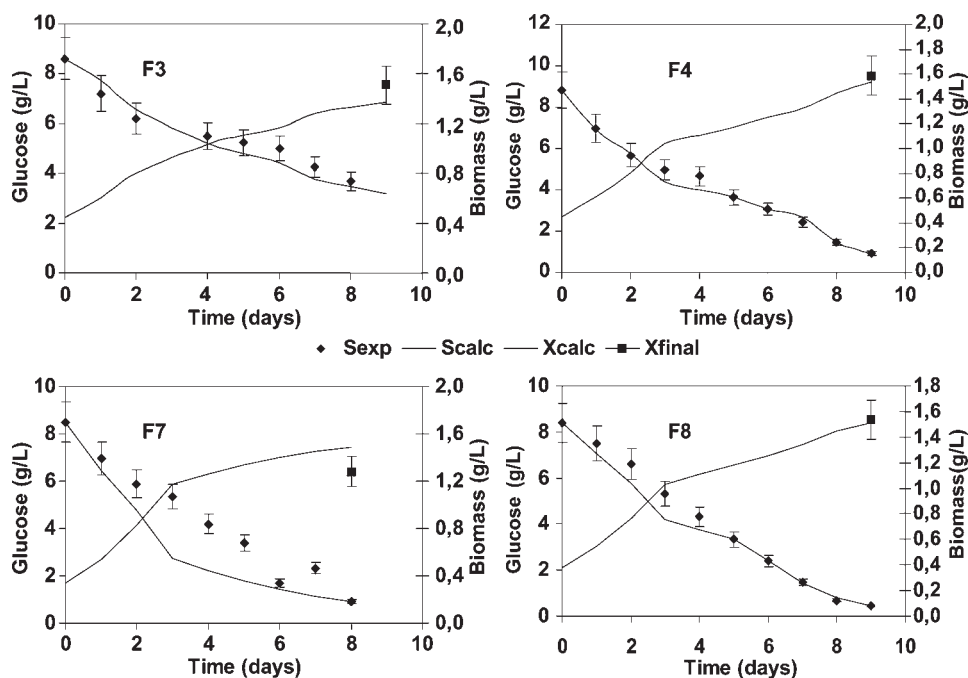 F3
Glucose (g/L)
10
8
6
4
2
0
Biomass (g/L)
2,0
1,6
1,2
0,8
0,4
0,0
0 2 4 6 8 10
Time (days)
F4
Glucose (g/L)
12
10
8
6
4
2
0
Biomass (g/L)
2,0
1,8
1,6
1,4
1,2
1,0
0,8
0,6
0,4
0,2
0,0
0 2 4 6 8 10
Time (days)
Sexp Scalc Xcalc Xfinal
F7
Glucose (g/L)
10
8
6
4
2
0
Biomass (g/L)
2,0
1,6
1,2
0,8
0,4
0,0
0 2 4 6 8 10
Time (days)
F8
Glucose (g/L)
10
8
6
4
2
0
Biomass(g/L)
1,8
1,6
1,4
1,2
1,0
0,8
0,6
0,4
0,2
0,0
0 2 4 6 8 10
Time (days)